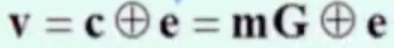 v = c ⊕ e = mG ⊕ e